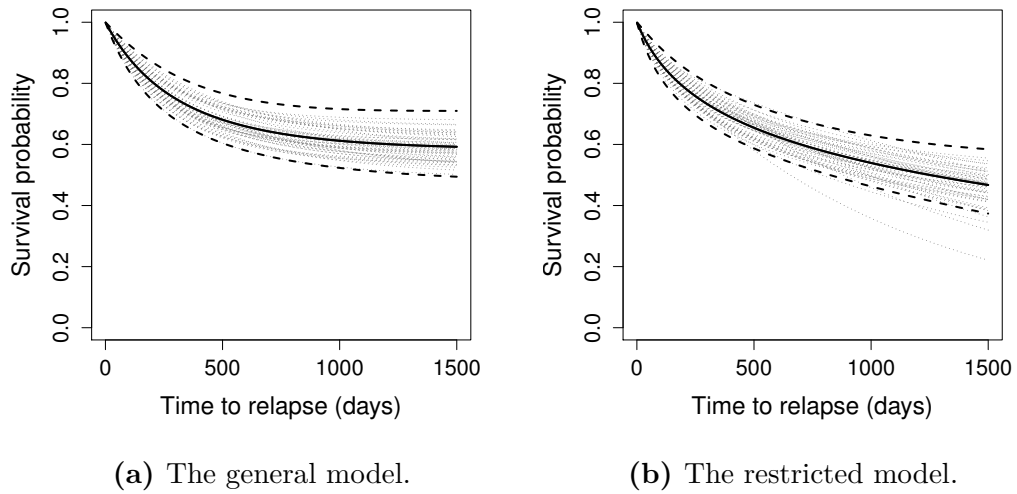 Survival probability
0.0 0.2 0.4 0.6 0.8 1.0
0 500 1000 1500
Time to relapse (days)
(a) The general model.
Survival probability
0.0 0.2 0.4 0.6 0.8 1.0
0 500 1000 1500
Time to relapse (days)
(b) The restricted model.